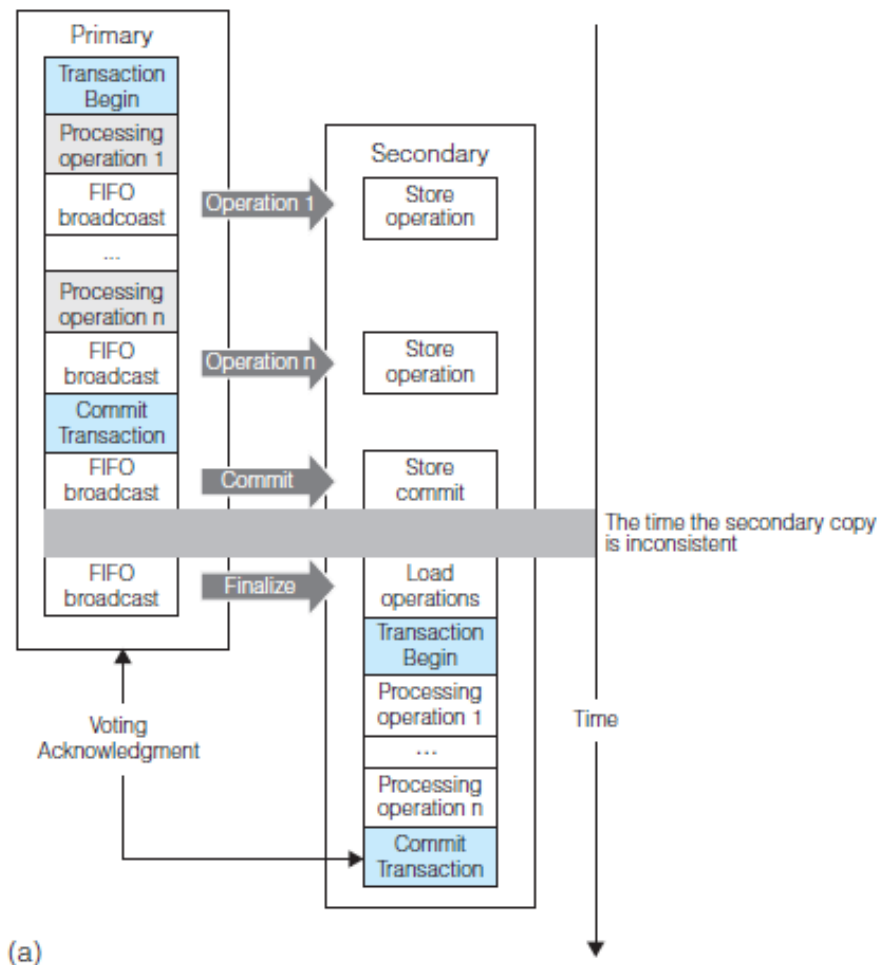 Primary
Transaction
Begin
Processing
operation 1
FIFO
broadcoast
...
Processing
operation n
FIFO
broadcast
Commit
Transaction
FIFO
broadcast
FIFO
broadcast
Operation 1
Operation n
Commit
Finalize
Secondary
Store
operation
Store
operation
Store
commit
Load
operations
Transaction
Begin
Processing
operation 1
...
Processing
operation n
Commit
Transaction
The time the secondary copy
is inconsistent
Time
Voting
Acknowledgment
(a)